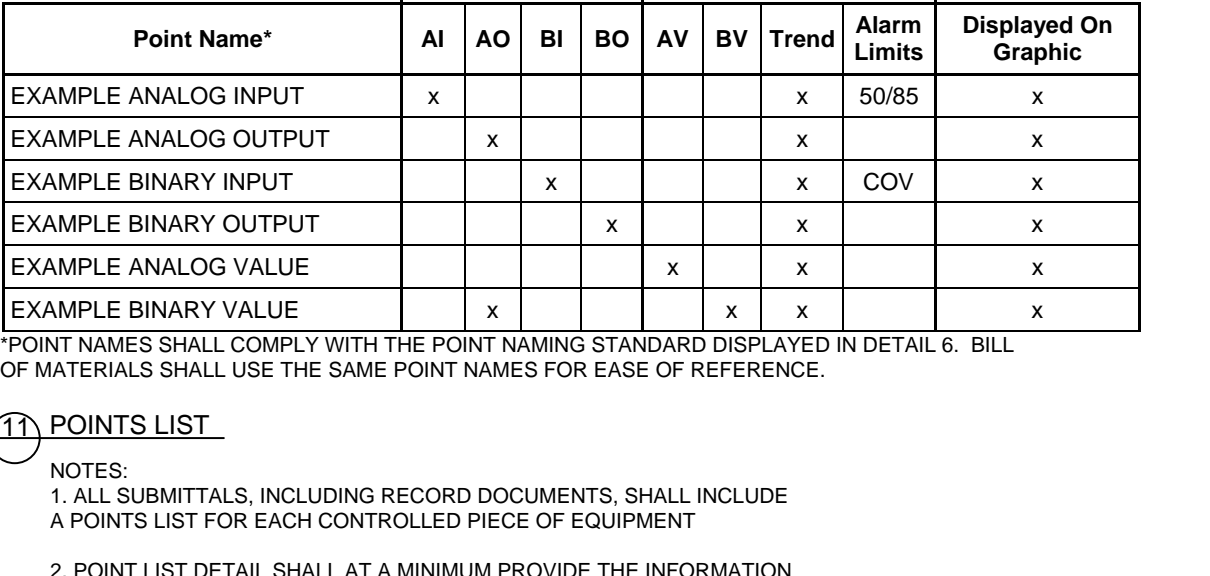 Point Name* AI AO BI BO AV BV Trend Alarm Limits Displayed On Graphic
EXAMPLE ANALOG INPUT x x 50/85 x
EXAMPLE ANALOG OUTPUT x x x
EXAMPLE BINARY INPUT x x COV x
EXAMPLE BINARY OUTPUT x x x
EXAMPLE ANALOG VALUE x x x
EXAMPLE BINARY VALUE x x x x
*POINT NAMES SHALL COMPLY WITH THE POINT NAMING STANDARD DISPLAYED IN DETAIL 6. BILL
OF MATERIALS SHALL USE THE SAME POINT NAMES FOR EASE OF REFERENCE.
11 POINTS LIST
NOTES:
1. ALL SUBMITTALS, INCLUDING RECORD DOCUMENTS, SHALL INCLUDE
A POINTS LIST FOR EACH CONTROLLED PIECE OF EQUIPMENT
2. POINT LIST DETAIL SHALL AT A MINIMUM PROVIDE THE INFORMATION